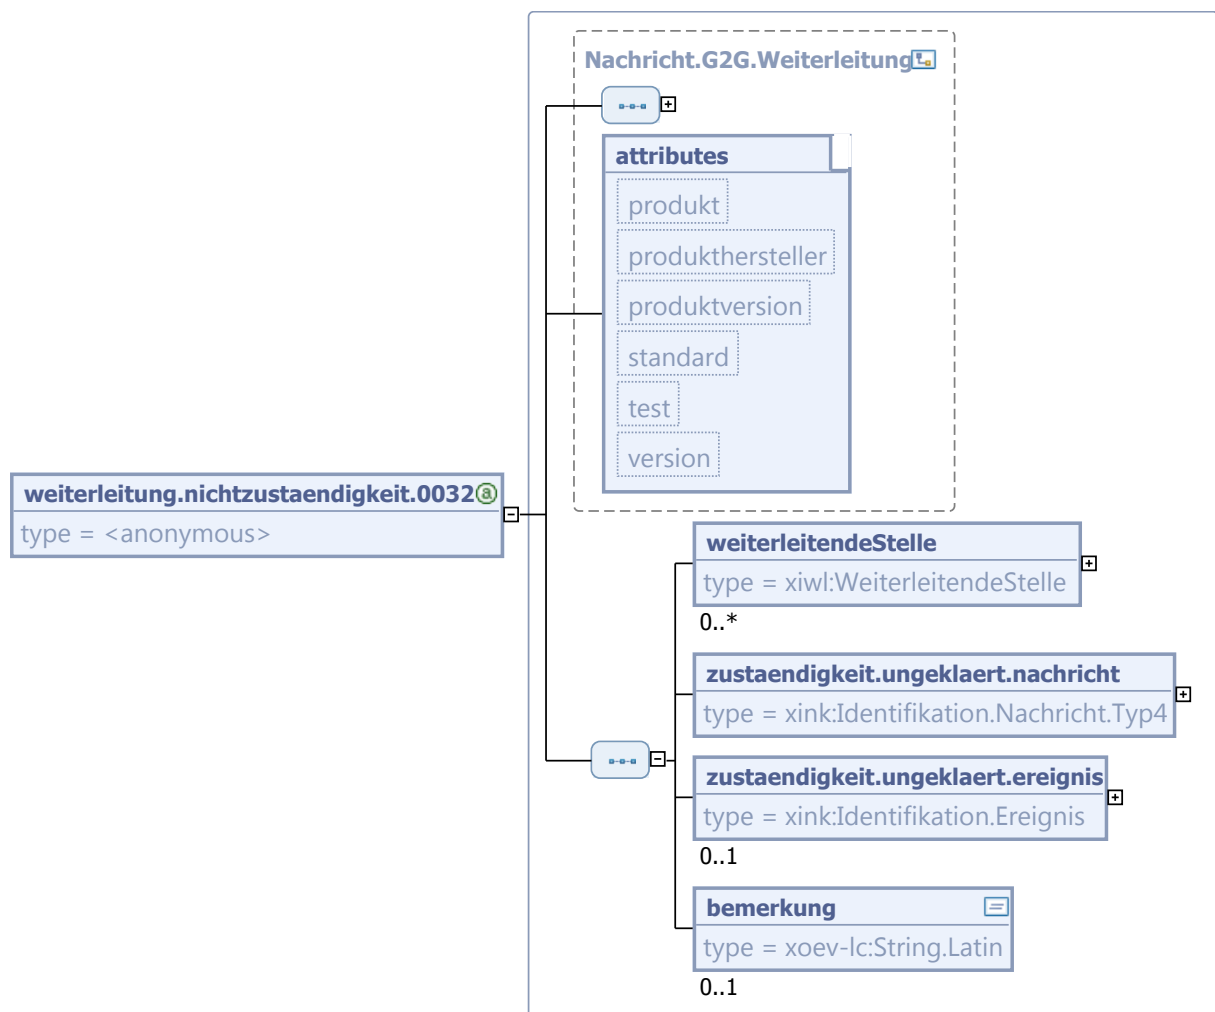 Nachricht.G2G.Weiterleitung
attributes
produkt
produkthersteller
produktversion
standard
test
version
weiterleitung.nichtzustaendigkeit.0032
type = <anonymous>
weiterleitendeStelle
type = xiwl:WeiterleitendeStelle
0..*
zustaendigkeit.ungeklaert.nachricht
type = xink:Identifikation.Nachricht.Typ4
zustaendigkeit.ungeklaert.ereignis
type = xink:Identifikation.Ereignis
0..1
bemerkung
type = xoev-lc:String.Latin
0..1